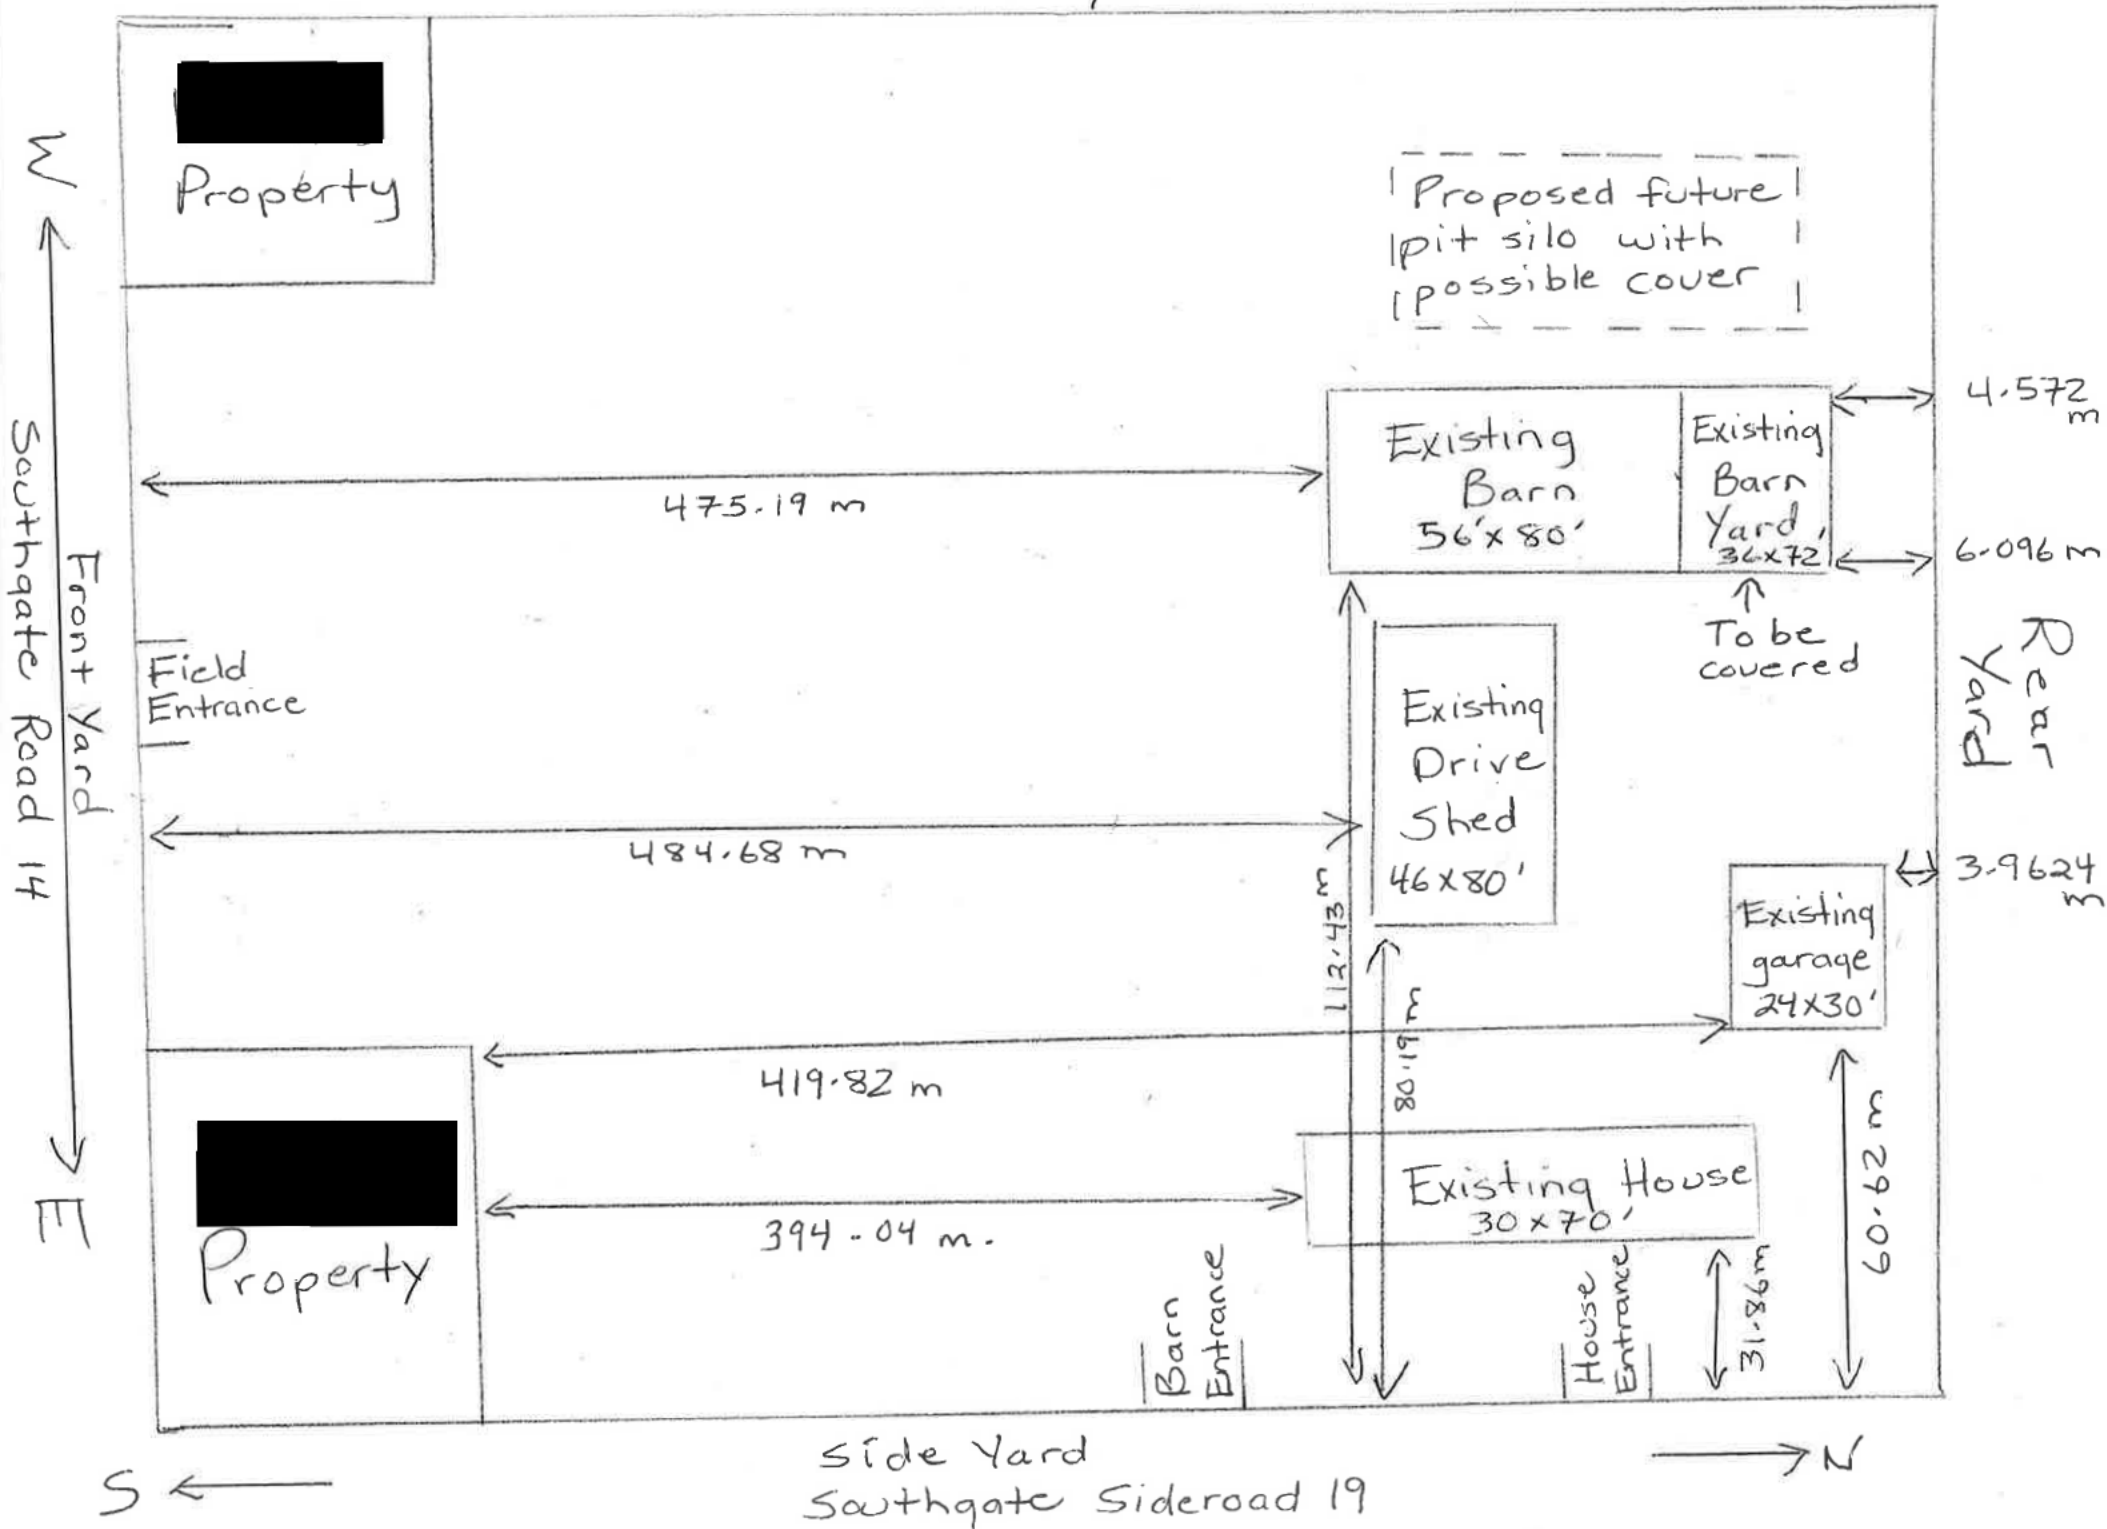 W
Property
Proposed future
pit silo with
possible cover
4.572
m
Existing
Barn
56'x80'
Existing
Barn
Yard
36x72'
475.19 m
6.096 m
To be
covered
Rear
Yard
Southgate Road 14
Front Yard
Field
Entrance
Existing
Drive
Shed
46x80'
484.68 m
3.9624
m
Existing
garage
24x30'
112.43 m
80.19 m
419.82 m
60.62 m
Existing House
30x70'
394.04 m.
31.86m
E
Property
Barn
Entrance
House
Entrance
Side Yard
Southgate Sideroad 19
S
N